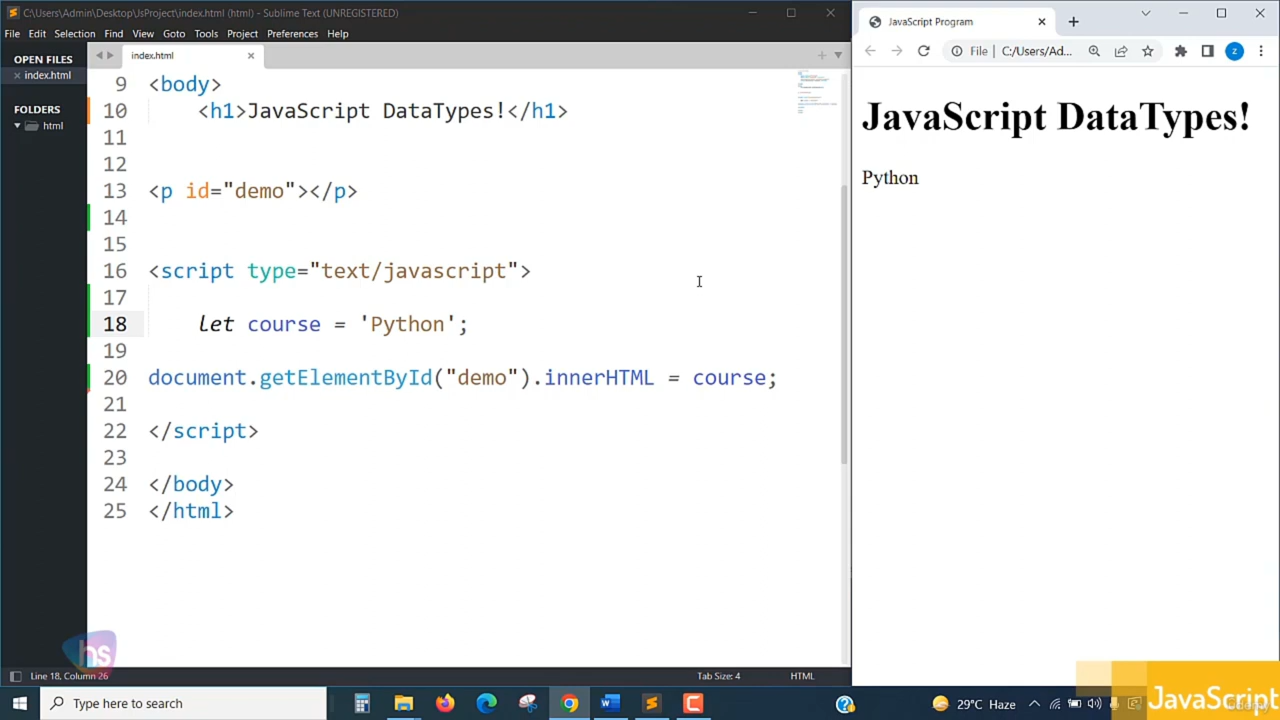 C:\Users\Admin\Desktop\JsProject\index.html (html) - Sublime Text (UNREGISTERED)
File Edit Selection Find View Goto Tools Project Preferences Help
OPEN FILES
index.html
FOLDERS
html
index.html
9 <body>
10 <h1>JavaScript DataTypes!</h1>
11
12
13 <p id="demo"></p>
14
15
16 <script type="text/javascript">
17
18 let course = 'Python';
19
20 document.getElementById("demo").innerHTML = course;
21
22 </script>
23
24 </body>
25 </html>
hs
Line 18, Column 26
Tab Size: 4
HTML
JavaScript Program
File | C:/Users/Ad...
z
JavaScript DataTypes!
Python
Type here to search
29°C Haze
JavaScript